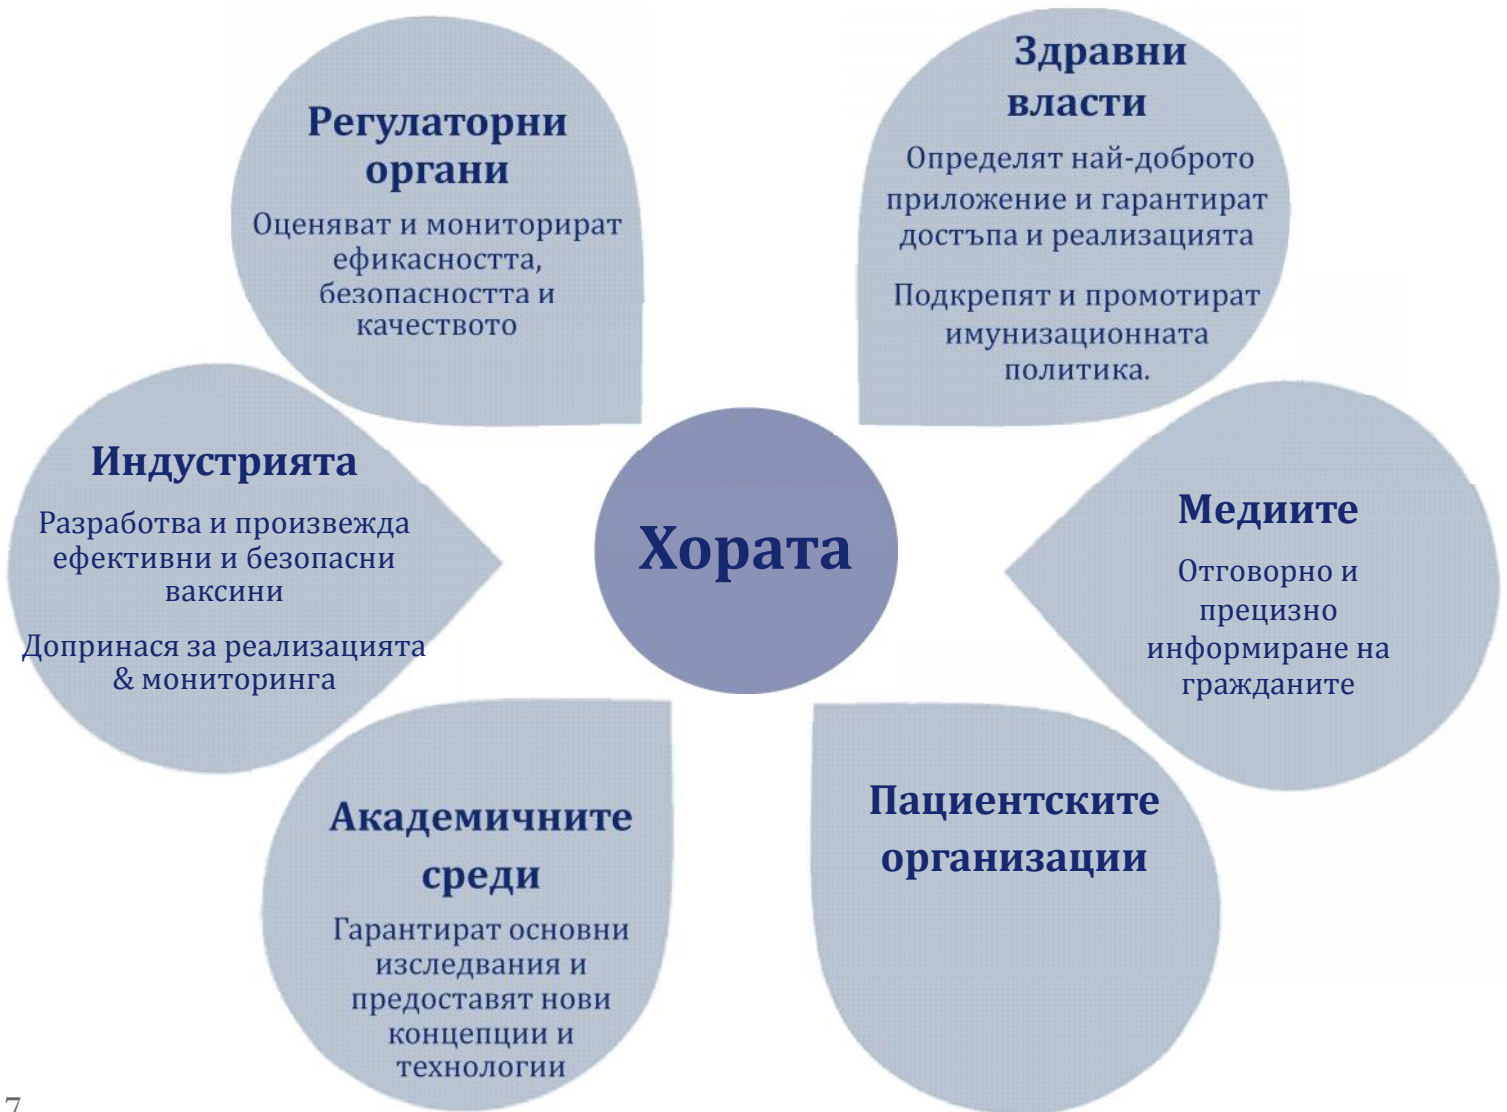 Регулаторни
органи
Оценяват и мониторират
ефикасността,
безопасността и
качеството
Здравни
власти
Определят най-доброто
приложение и гарантират
достъпа и реализацията
Подкрепят и промотират
имунизационната
политика.
Индустрията
Разработва и произвежда
ефективни и безопасни
ваксини
Допринася за реализацията
& мониторинга
Хората
Медиите
Отговорно и
прецизно
информиране на
гражданите
Академичните
среди
Гарантират основни
изследвания и
предоставят нови
концепции и
технологии
Пациентските
организации
7